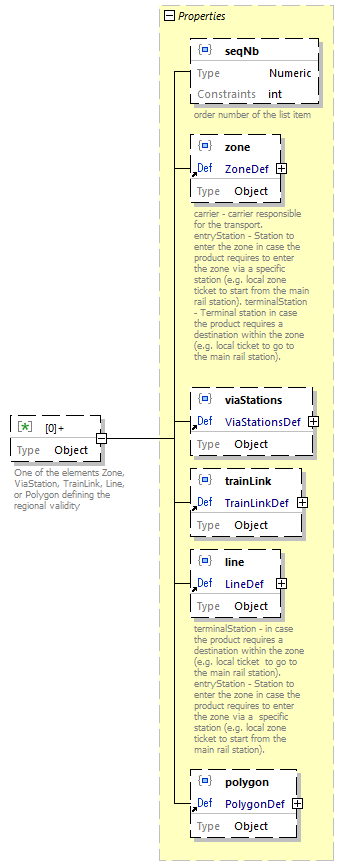 Properties
seqNb
Type Numeric
Constraints int
order number of the list item
zone
Def ZoneDef
Type Object
carrier - carrier responsible
for the transport.
entryStation - Station to
enter the zone in case the
product requires to enter
the zone via a specific
station (e.g. local zone
ticket to start from the main
rail station). terminalStation
- Terminal station in case
the product requires a
destination within the zone
(e.g. local ticket to go to
the main rail station).
viaStations
Def ViaStationsDef
Type Object
[0]+
Type Object
One of the elements Zone,
ViaStation, TrainLink, Line,
or Polygon defining the
regional validity
trainLink
Def TrainLinkDef
Type Object
line
Def LineDef
Type Object
terminalStation - in case
the product requires a
destination within the zone
(e.g. local ticket  to go to
the main rail station).
entryStation - Station to
enter the zone in case the
product requires to enter
the zone via a  specific
station (e.g. local zone
ticket to start from the
main rail station).
polygon
Def PolygonDef
Type Object